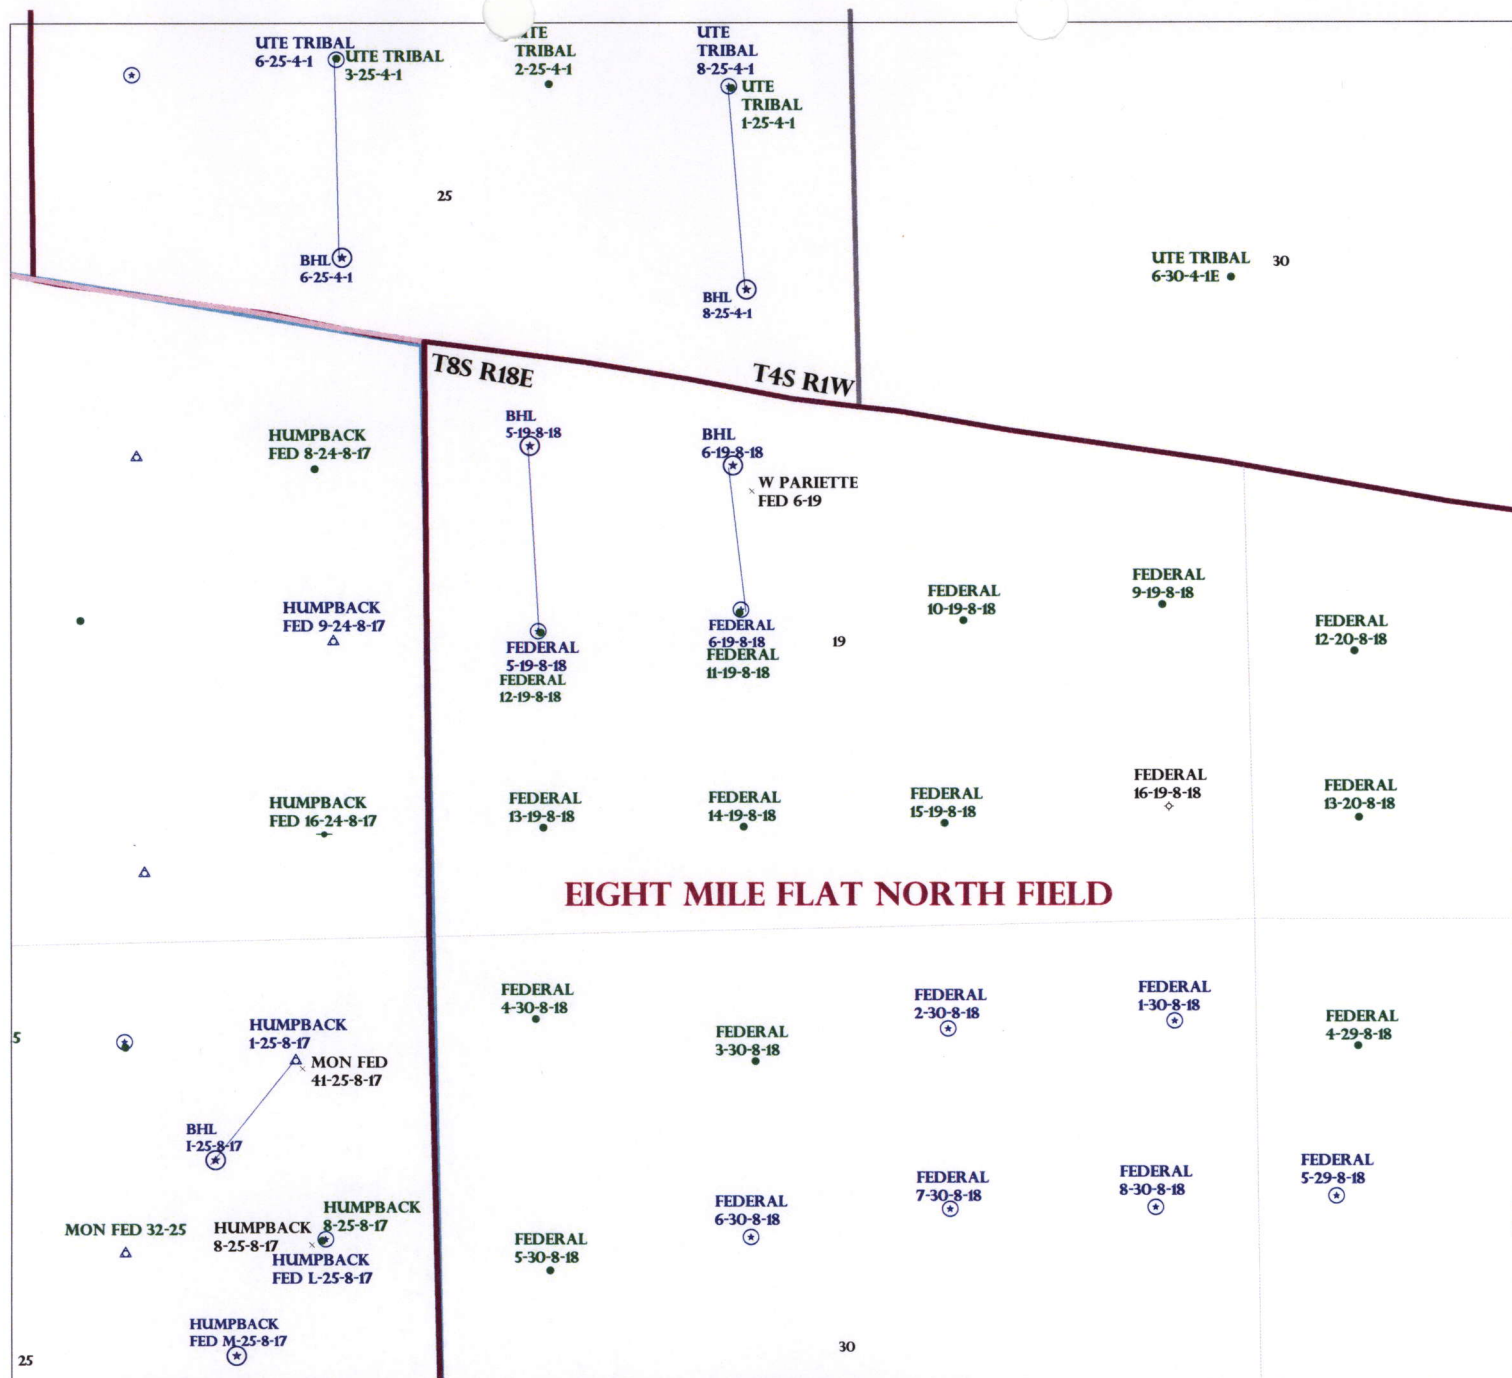 UTE TRIBAL
6-25-4-1
UTE TRIBAL
3-25-4-1
TRIBAL
2-25-4-1
UTE
TRIBAL
8-25-4-1
UTE
TRIBAL
1-25-4-1
25
BHL
6-25-4-1
BHL
8-25-4-1
UTE TRIBAL
6-30-4-1E
30
T8S R18E
T4S R1W
HUMPBACK
FED 8-24-8-17
BHL
5-19-8-18
BHL
6-19-8-18
W PARIETTE
FED 6-19
HUMPBACK
FED 9-24-8-17
FEDERAL
5-19-8-18
FEDERAL
12-19-8-18
FEDERAL
6-19-8-18
FEDERAL
11-19-8-18
19
FEDERAL
10-19-8-18
FEDERAL
9-19-8-18
FEDERAL
12-20-8-18
HUMPBACK
FED 16-24-8-17
FEDERAL
13-19-8-18
FEDERAL
14-19-8-18
FEDERAL
15-19-8-18
FEDERAL
16-19-8-18
FEDERAL
13-20-8-18
EIGHT MILE FLAT NORTH FIELD
FEDERAL
4-30-8-18
FEDERAL
3-30-8-18
FEDERAL
2-30-8-18
FEDERAL
1-30-8-18
FEDERAL
4-29-8-18
5
HUMPBACK
1-25-8-17
MON FED
41-25-8-17
BHL
I-25-8-17
MON FED 32-25
HUMPBACK
8-25-8-17
HUMPBACK
8-25-8-17
HUMPBACK
FED L-25-8-17
HUMPBACK
FED M-25-8-17
FEDERAL
5-30-8-18
FEDERAL
6-30-8-18
FEDERAL
7-30-8-18
FEDERAL
8-30-8-18
FEDERAL
5-29-8-18
25
30